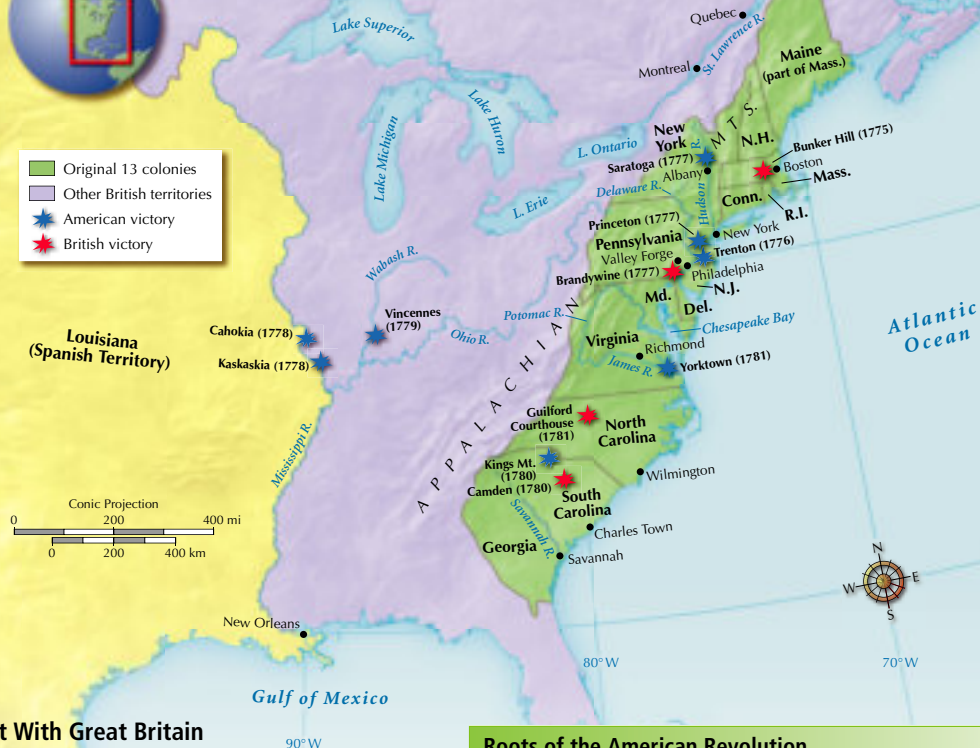 Quebec
Lake Superior
St. Lawrence R.
Maine
(part of Mass.)
Montreal
Lake Michigan
Lake Huron
L. Ontario
New
York
M T S.
N.H.
Bunker Hill (1775)
Saratoga (1777)
Albany
Boston
Mass.
Original 13 colonies
Other British territories
American victory
British victory
Delaware R.
Hudson R.
Conn.
R.I.
L. Erie
Princeton (1777)
New York
Pennsylvania
Trenton (1776)
Valley Forge
Philadelphia
Brandywine (1777)
N.J.
Md.
Del.
Wabash R.
Vincennes
(1779)
Potomac R.
Chesapeake Bay
Atlantic
Ocean
Cahokia (1778)
Ohio R.
Virginia
Richmond
Louisiana
(Spanish Territory)
Kaskaskia (1778)
James R.
Yorktown (1781)
A P P A L A C H I A N
Guilford
Courthouse
(1781)
North
Carolina
Mississippi R.
Kings Mt.
(1780)
Camden (1780)
Wilmington
South
Carolina
Conic Projection
0 200 400 mi
0 200 400 km
Savannah R.
Charles Town
Georgia
Savannah
N
W E
S
New Orleans
80°W
70°W
Gulf of Mexico
t With Great Britain
90°W
Roots of the American Revolution